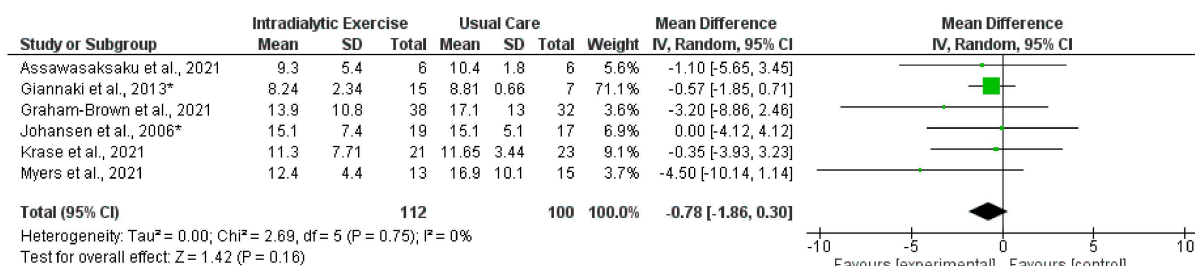 Intradialytic Exercise Usual Care Mean Difference Mean Difference
Study or Subgroup Mean SD Total Mean SD Total Weight IV, Random, 95% CI IV, Random, 95% CI
Assawasaksaku et al., 2021 9.3 5.4 6 10.4 1.8 6 5.6% -1.10 [-5.65, 3.45]
Giannaki et al., 2013* 8.24 2.34 15 8.81 0.66 7 71.1% -0.57 [-1.85, 0.71]
Graham-Brown et al., 2021 13.9 10.8 38 17.1 13 32 3.6% -3.20 [-8.86, 2.46]
Johansen et al., 2006* 15.1 7.4 19 15.1 5.1 17 6.9% 0.00 [-4.12, 4.12]
Krase et al., 2021 11.3 7.71 21 11.65 3.44 23 9.1% -0.35 [-3.93, 3.23]
Myers et al., 2021 12.4 4.4 13 16.9 10.1 15 3.7% -4.50 [-10.14, 1.14]
Total (95% CI) 112 100 100.0% -0.78 [-1.86, 0.30]
Heterogeneity: Tau² = 0.00; Chi² = 2.69, df = 5 (P = 0.75); I² = 0%
Test for overall effect: Z = 1.42 (P = 0.16)
-10 -5 0 5 10
Favours [experimental] Favours [control]